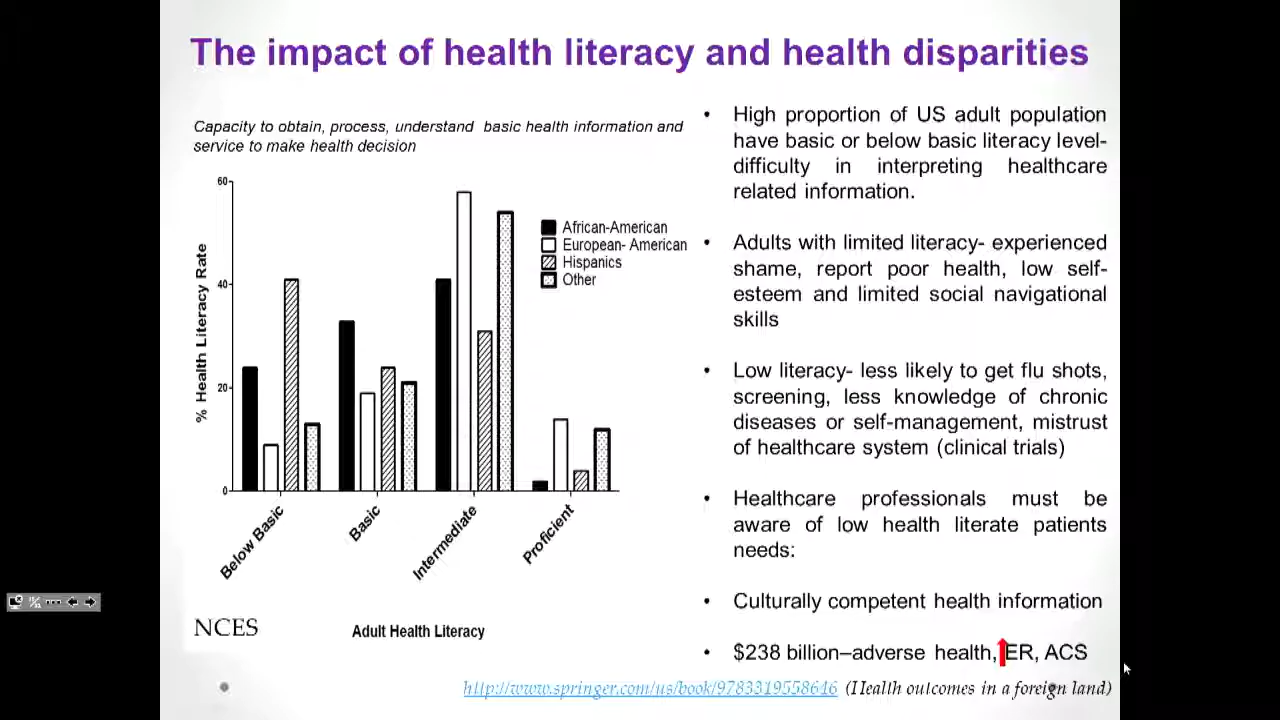 The impact of health literacy and health disparities
Capacity to obtain, process, understand basic health information and
service to make health decision
% Health Literacy Rate
60
40
20
0
African-American
European- American
Hispanics
Other
Below Basic
Basic
Intermediate
Proficient
Adult Health Literacy
NCES
• High proportion of US adult population
have basic or below basic literacy level-
difficulty in interpreting healthcare
related information.
• Adults with limited literacy- experienced
shame, report poor health, low self-
esteem and limited social navigational
skills
• Low literacy- less likely to get flu shots,
screening, less knowledge of chronic
diseases or self-management, mistrust
of healthcare system (clinical trials)
• Healthcare professionals must be
aware of low health literate patients
needs:
• Culturally competent health information
• $238 billion–adverse health, ER, ACS
http://www.springer.com/us/book/9783319558646 (Health outcomes in a foreign land)